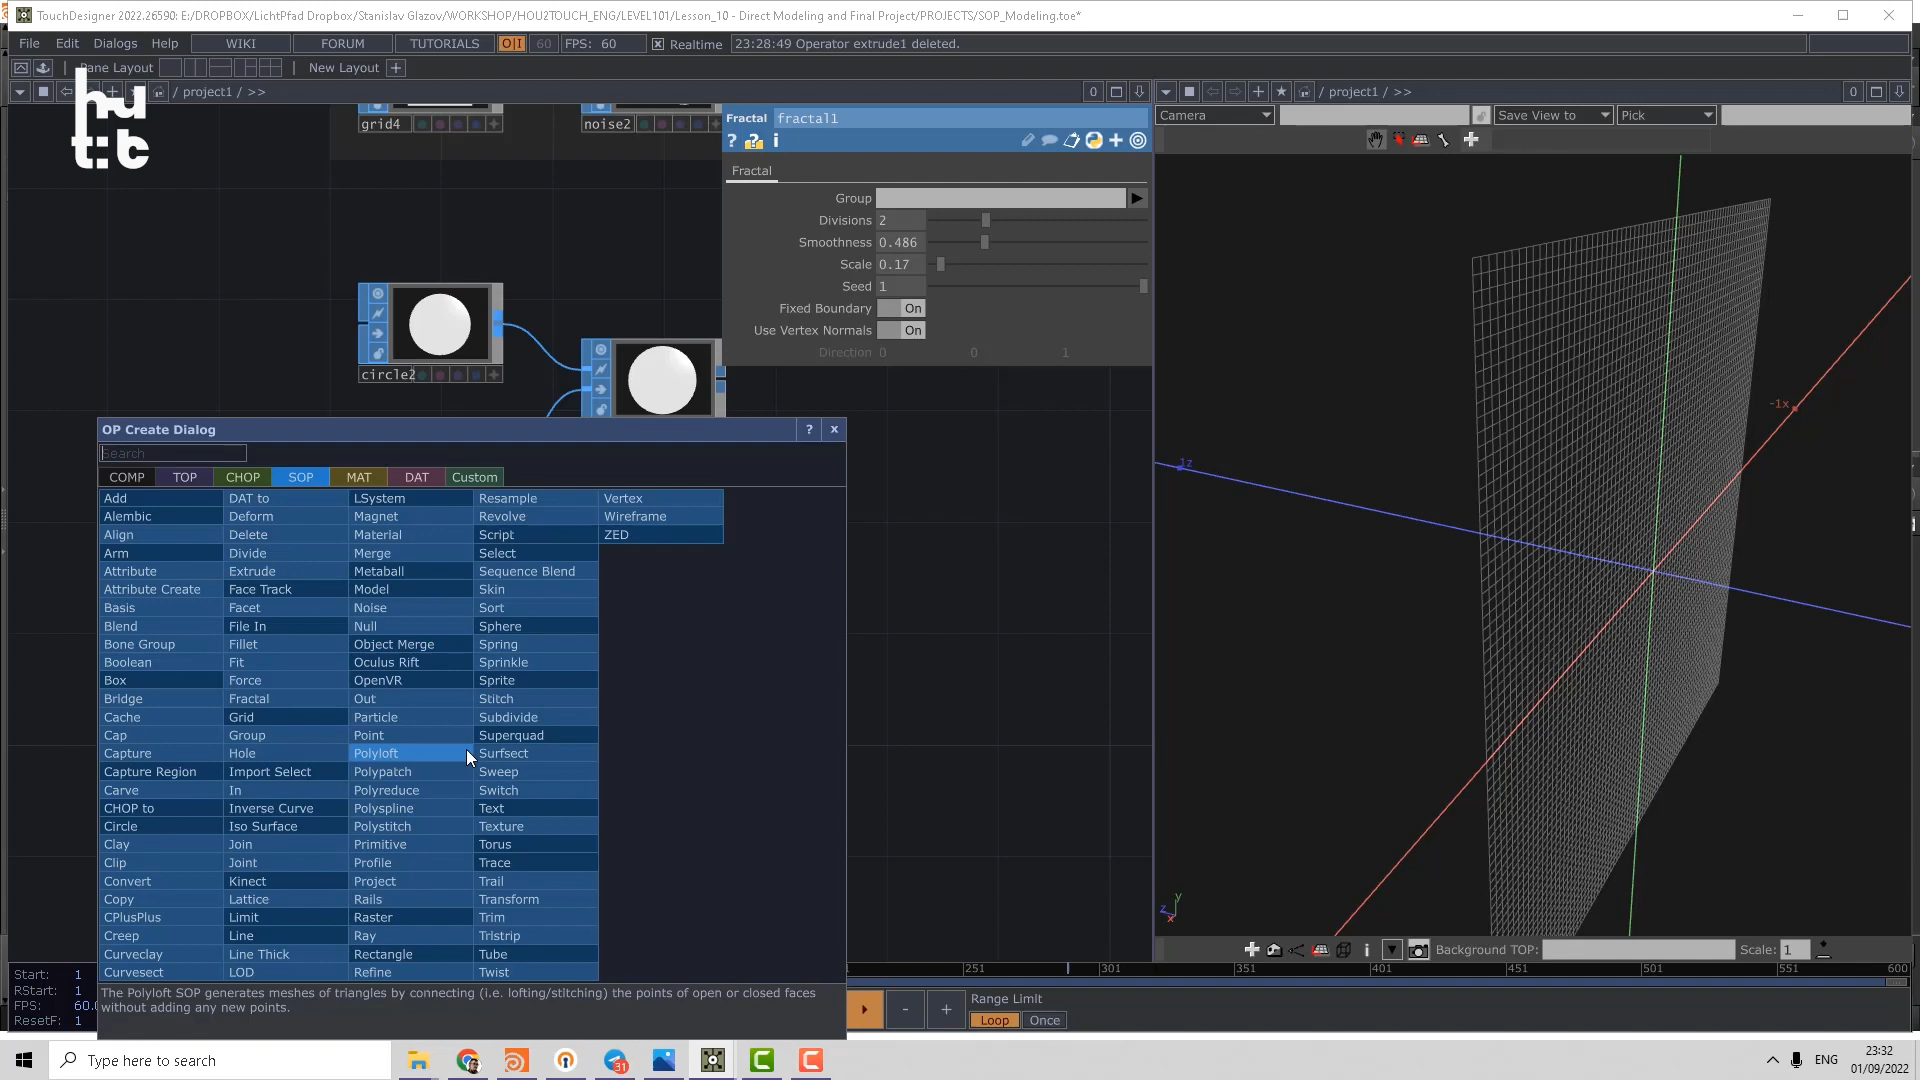 TouchDesigner 2022.26590: E:/DROPBOX/LichtPfad Dropbox/Stanislav Glazov/WORKSHOP/HOU2TOUCH_ENG/LEVEL101/Lesson_10 - Direct Modeling and Final Project/PROJECTS/SOP_Modeling.toe*
File Edit Dialogs Help WIKI FORUM TUTORIALS O|I 60 FPS: 60 Realtime 23:28:49 Operator extrude1 deleted.
Pane Layout New Layout +
/ project1 / >> 0
/ project1 / >> 0
hu
t:c
grid4
noise2
circle2
Fractal fractal1
? i
Fractal
Group
Divisions 2
Smoothness 0.486
Scale 0.17
Seed 1
Fixed Boundary On
Use Vertex Normals On
Direction 0 0 1
Camera Save View to Pick
-1x
1z
y
z
x
Background TOP: Scale: 1
OP Create Dialog ? x
Search
COMP TOP CHOP SOP MAT DAT Custom
Add DAT to LSystem Resample Vertex
Alembic Deform Magnet Revolve Wireframe
Align Delete Material Script ZED
Arm Divide Merge Select
Attribute Extrude Metaball Sequence Blend
Attribute Create Face Track Model Skin
Basis Facet Noise Sort
Blend File In Null Sphere
Bone Group Fillet Object Merge Spring
Boolean Fit Oculus Rift Sprinkle
Box Force OpenVR Sprite
Bridge Fractal Out Stitch
Cache Grid Particle Subdivide
Cap Group Point Superquad
Capture Hole Polyloft Surfsect
Capture Region Import Select Polypatch Sweep
Carve In Polyreduce Switch
CHOP to Inverse Curve Polyspline Text
Circle Iso Surface Polystitch Texture
Clay Join Primitive Torus
Clip Joint Profile Trace
Convert Kinect Project Trail
Copy Lattice Rails Transform
CPlusPlus Limit Raster Trim
Creep Line Ray Tristrip
Curveclay Line Thick Rectangle Tube
Curvesect LOD Refine Twist
The Polyloft SOP generates meshes of triangles by connecting (i.e. lofting/stitching) the points of open or closed faces
without adding any new points.
Start: 1
RStart: 1
FPS: 60.
ResetF: 1
251 301 351 401 451 501 551 600
- + Range Limit
Loop Once
Type here to search
31
ENG
23:32
01/09/2022